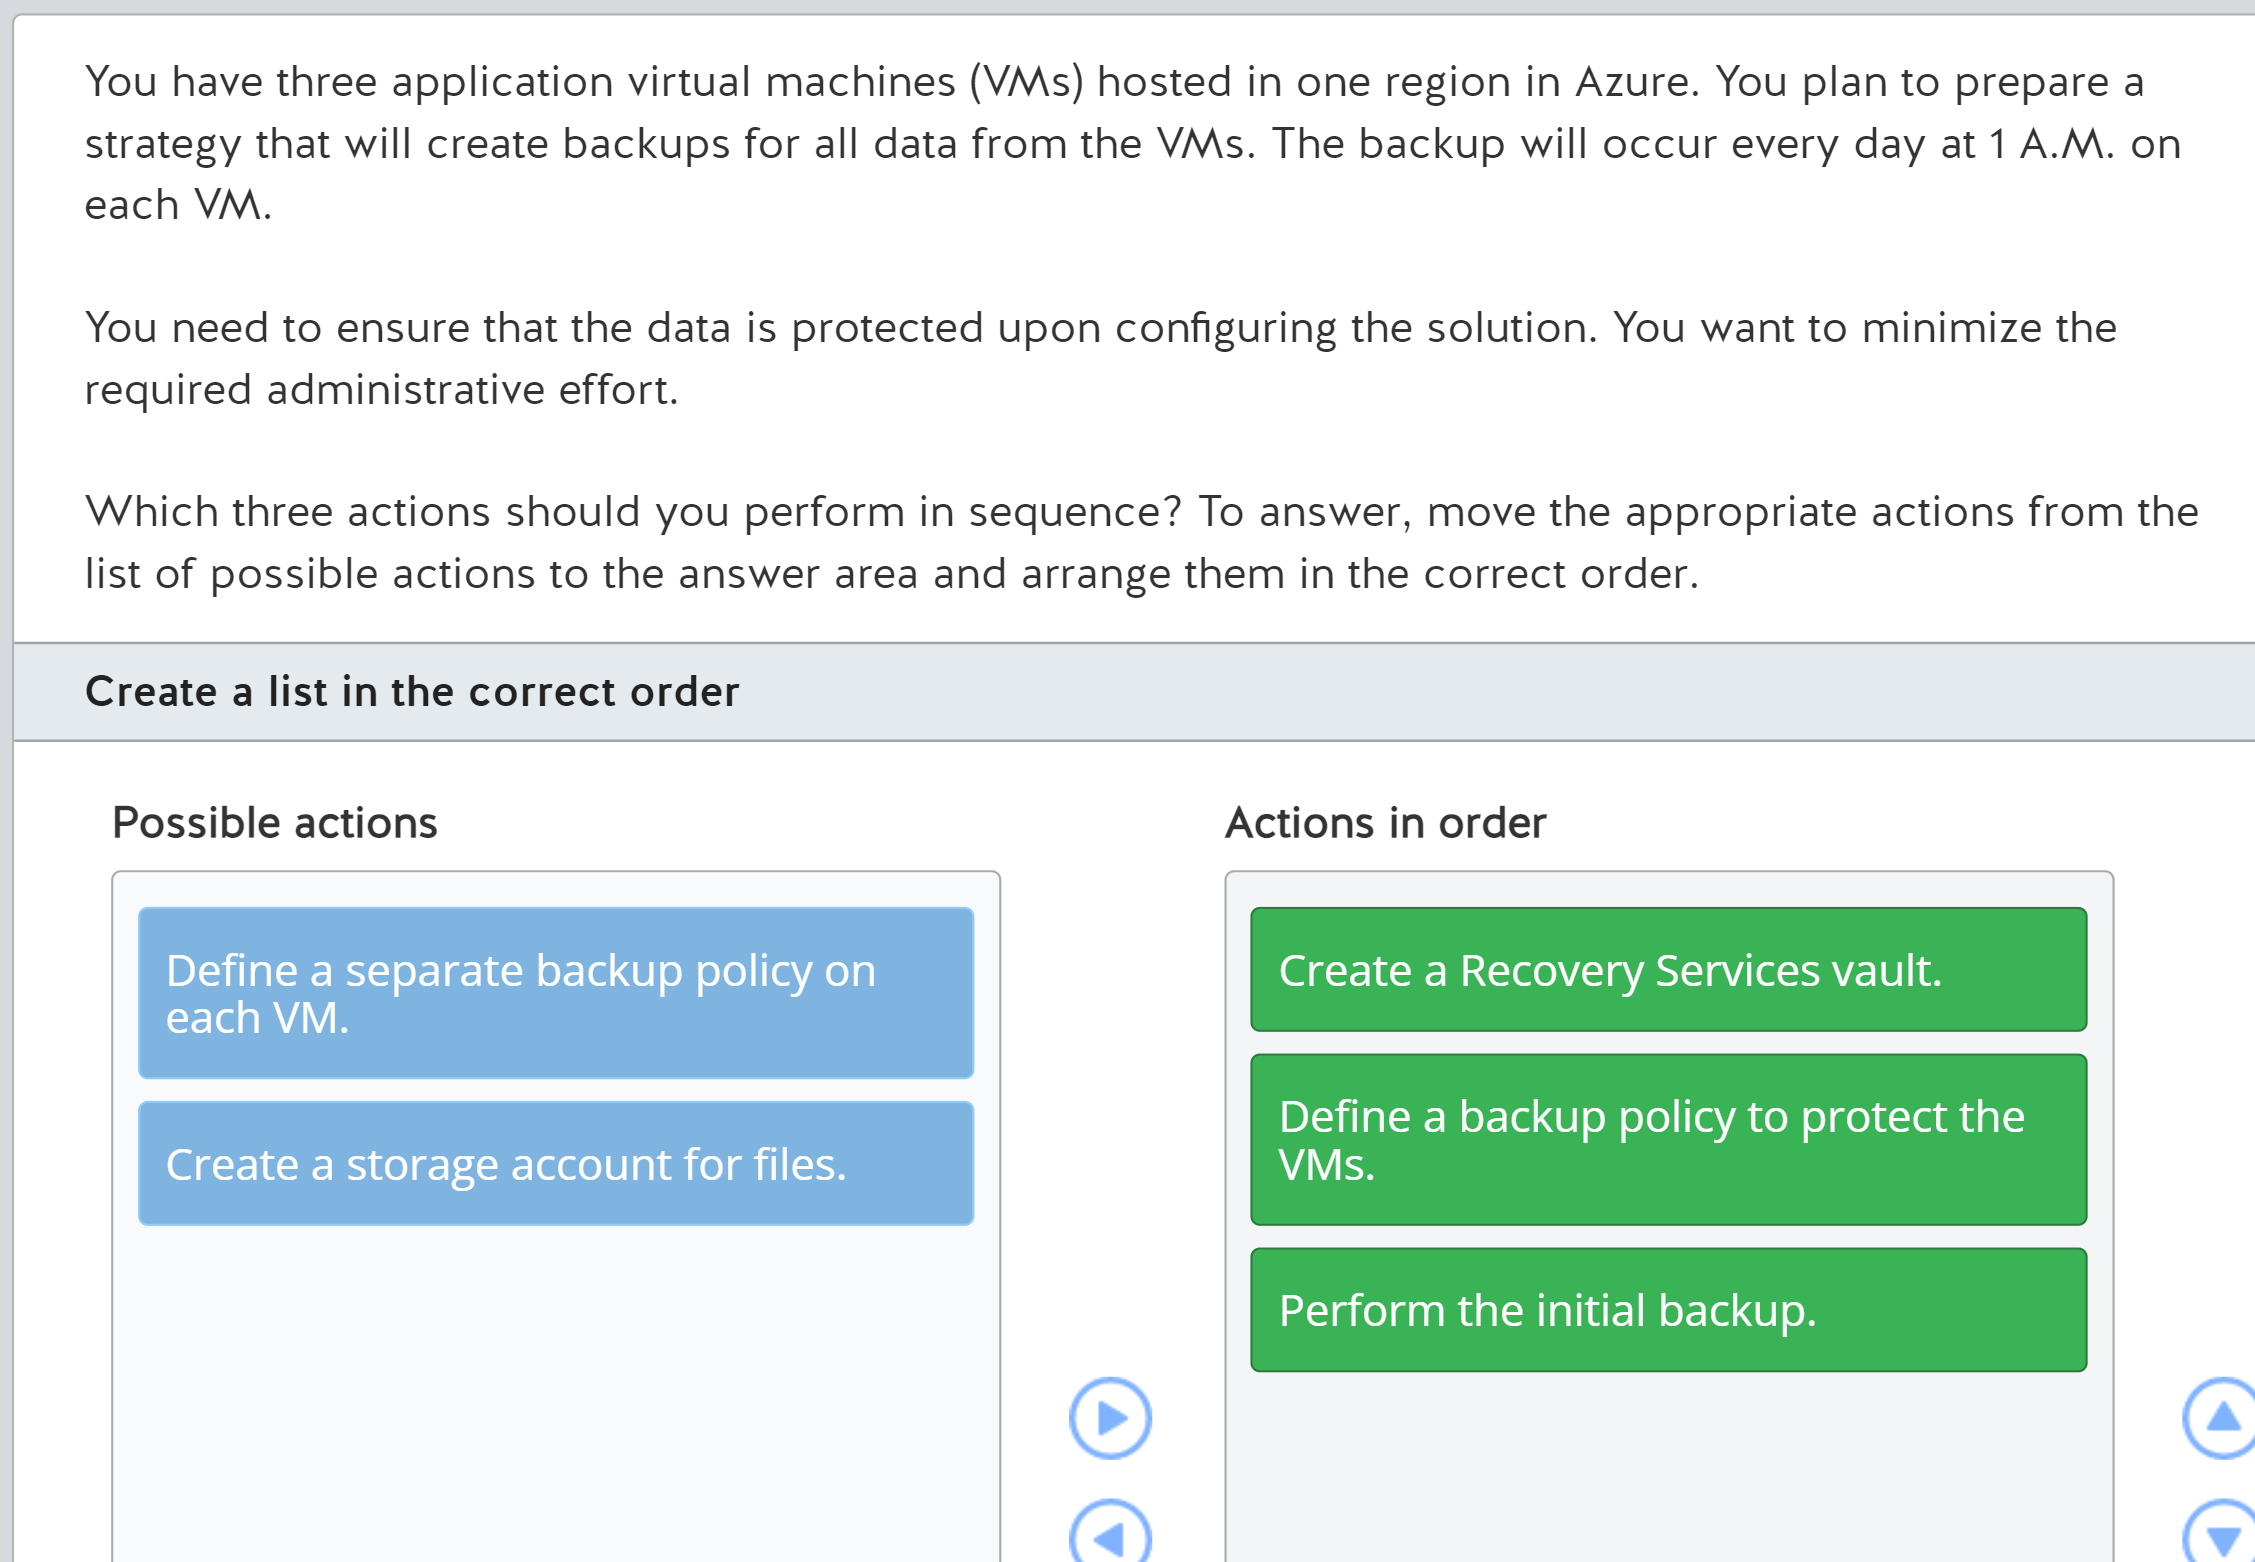 You have three application virtual machines (VMs) hosted in one region in Azure. You plan to prepare a
strategy that will create backups for all data from the VMs. The backup will occur every day at 1 A.M. on
each VM.
You need to ensure that the data is protected upon configuring the solution. You want to minimize the
required administrative effort.
Which three actions should you perform in sequence? To answer, move the appropriate actions from the
list of possible actions to the answer area and arrange them in the correct order.
Create a list in the correct order
Possible actions
Define a separate backup policy on
each VM.
Create a storage account for files.
Actions in order
Create a Recovery Services vault.
Define a backup policy to protect the
VMs.
Perform the initial backup.